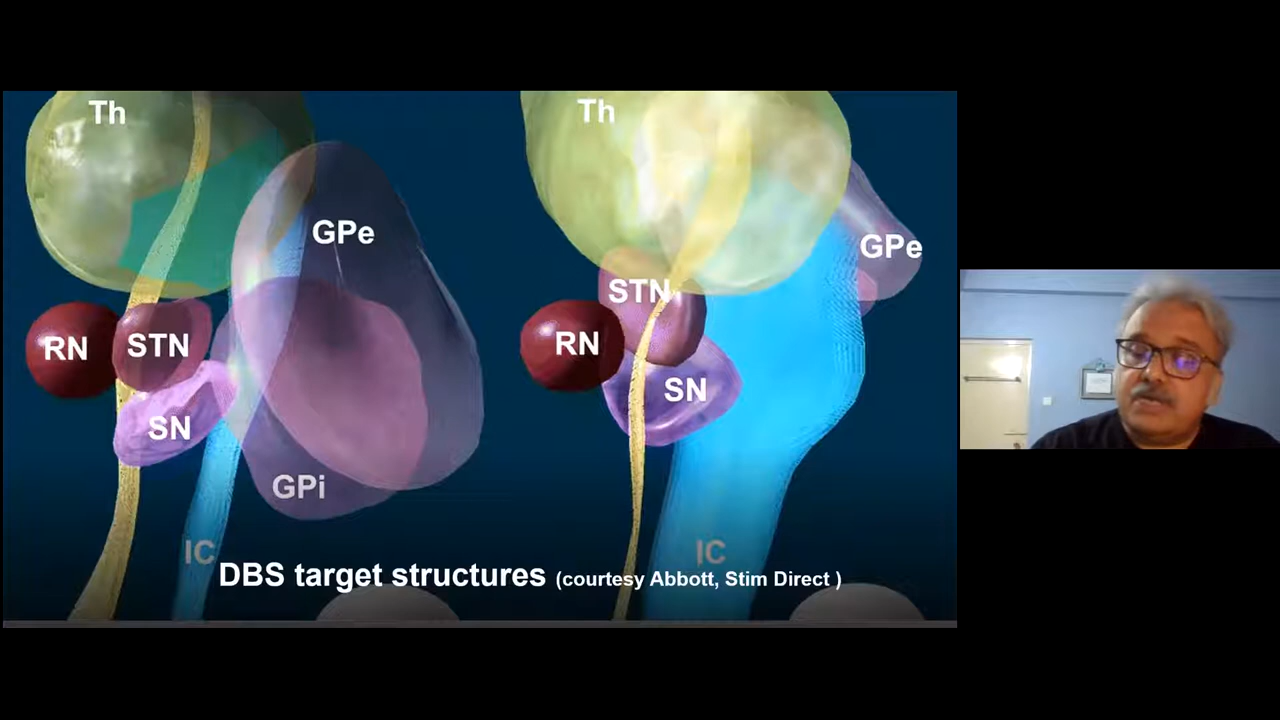 Th
GPe
RN
STN
SN
GPi
IC
Th
GPe
STN
RN
SN
IC
DBS target structures (courtesy Abbott, Stim Direct )